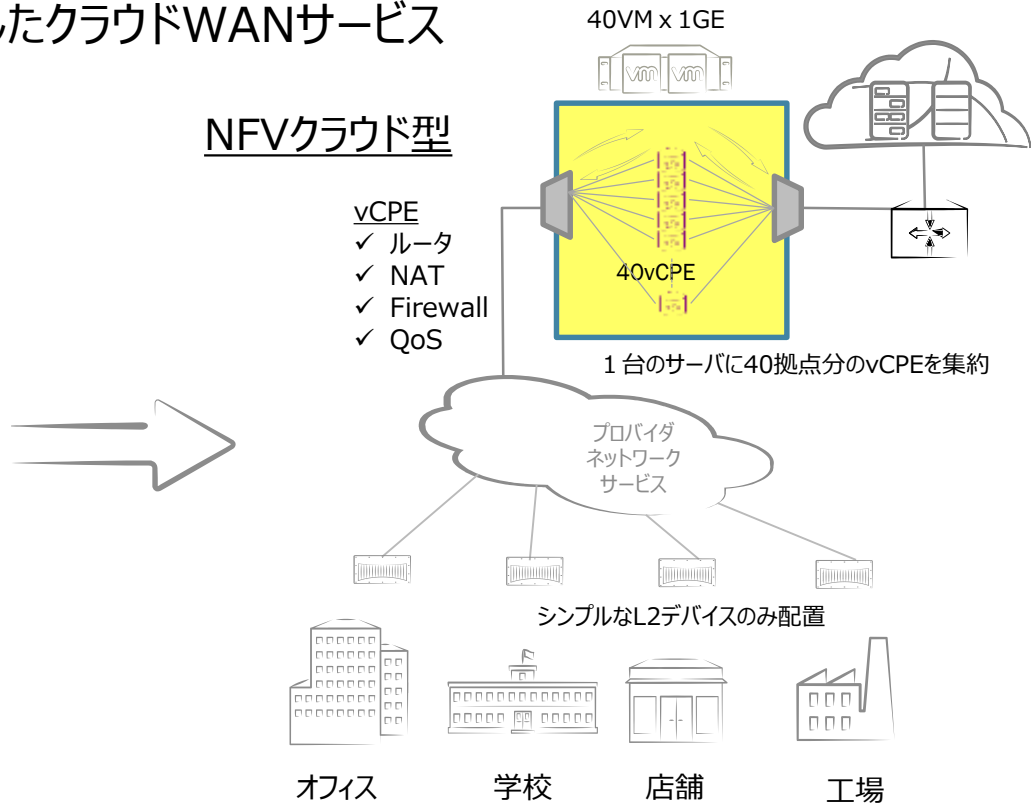 たクラウドWANサービス
40VM x 1GE
vm vm
NFVクラウド型
vCPE
✓ ルータ
✓ NAT
✓ Firewall
✓ QoS
40vCPE
１台のサーバに40拠点分のvCPEを集約
プロバイダ
ネットワーク
サービス
シンプルなL2デバイスのみ配置
オフィス
学校
店舗
工場